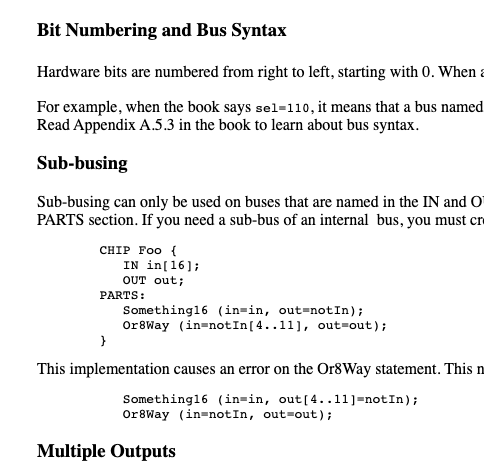 Bit Numbering and Bus Syntax
Hardware bits are numbered from right to left, starting with 0. When
For example, when the book says sel=110, it means that a bus named
Read Appendix A.5.3 in the book to learn about bus syntax.
Sub-busing
Sub-busing can only be used on buses that are named in the IN and
PARTS section. If you need a sub-bus of an internal bus, you must
CHIP Foo {
IN in[16];
OUT out;
PARTS:
Something16 (in=in, out=notIn);
Or8Way (in=notIn[4..11], out=out);
}
This implementation causes an error on the Or8Way statement. This
Something16 (in=in, out[4..11]=notIn);
Or8Way (in=notIn, out=out);
Multiple Outputs